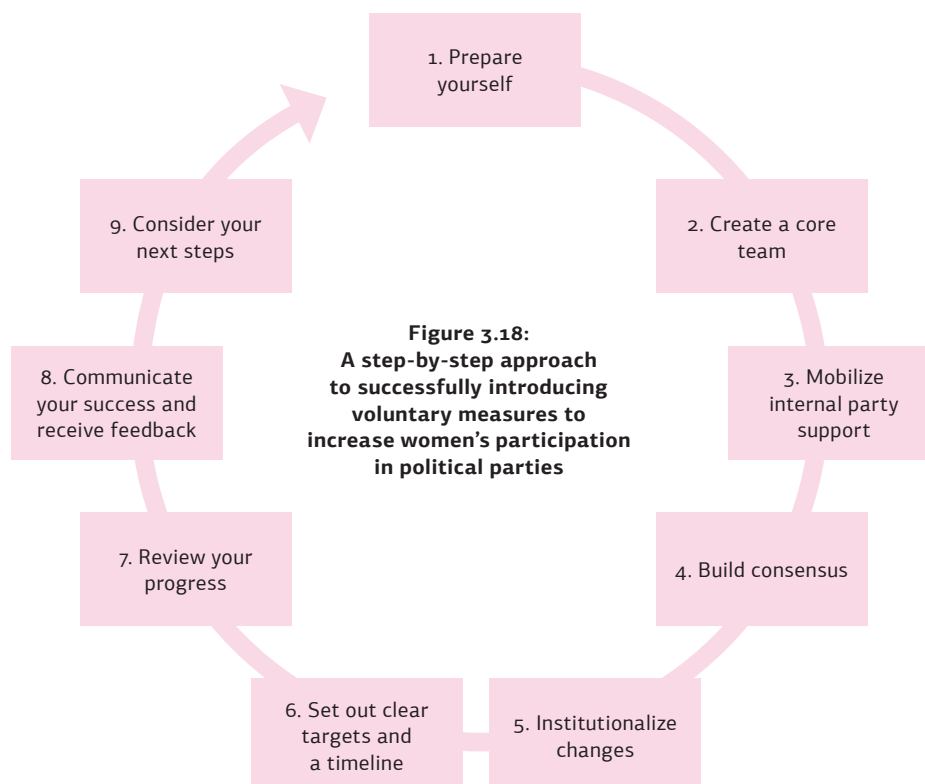 1. Prepare
yourself
2. Create a core
team
3. Mobilize
internal party
support
4. Build consensus
5. Institutionalize
changes
6. Set out clear
targets and
a timeline
7. Review your
progress
8. Communicate
your success and
receive feedback
9. Consider your
next steps
Figure 3.18:
A step-by-step approach
to successfully introducing
voluntary measures to
increase women’s participation
in political parties